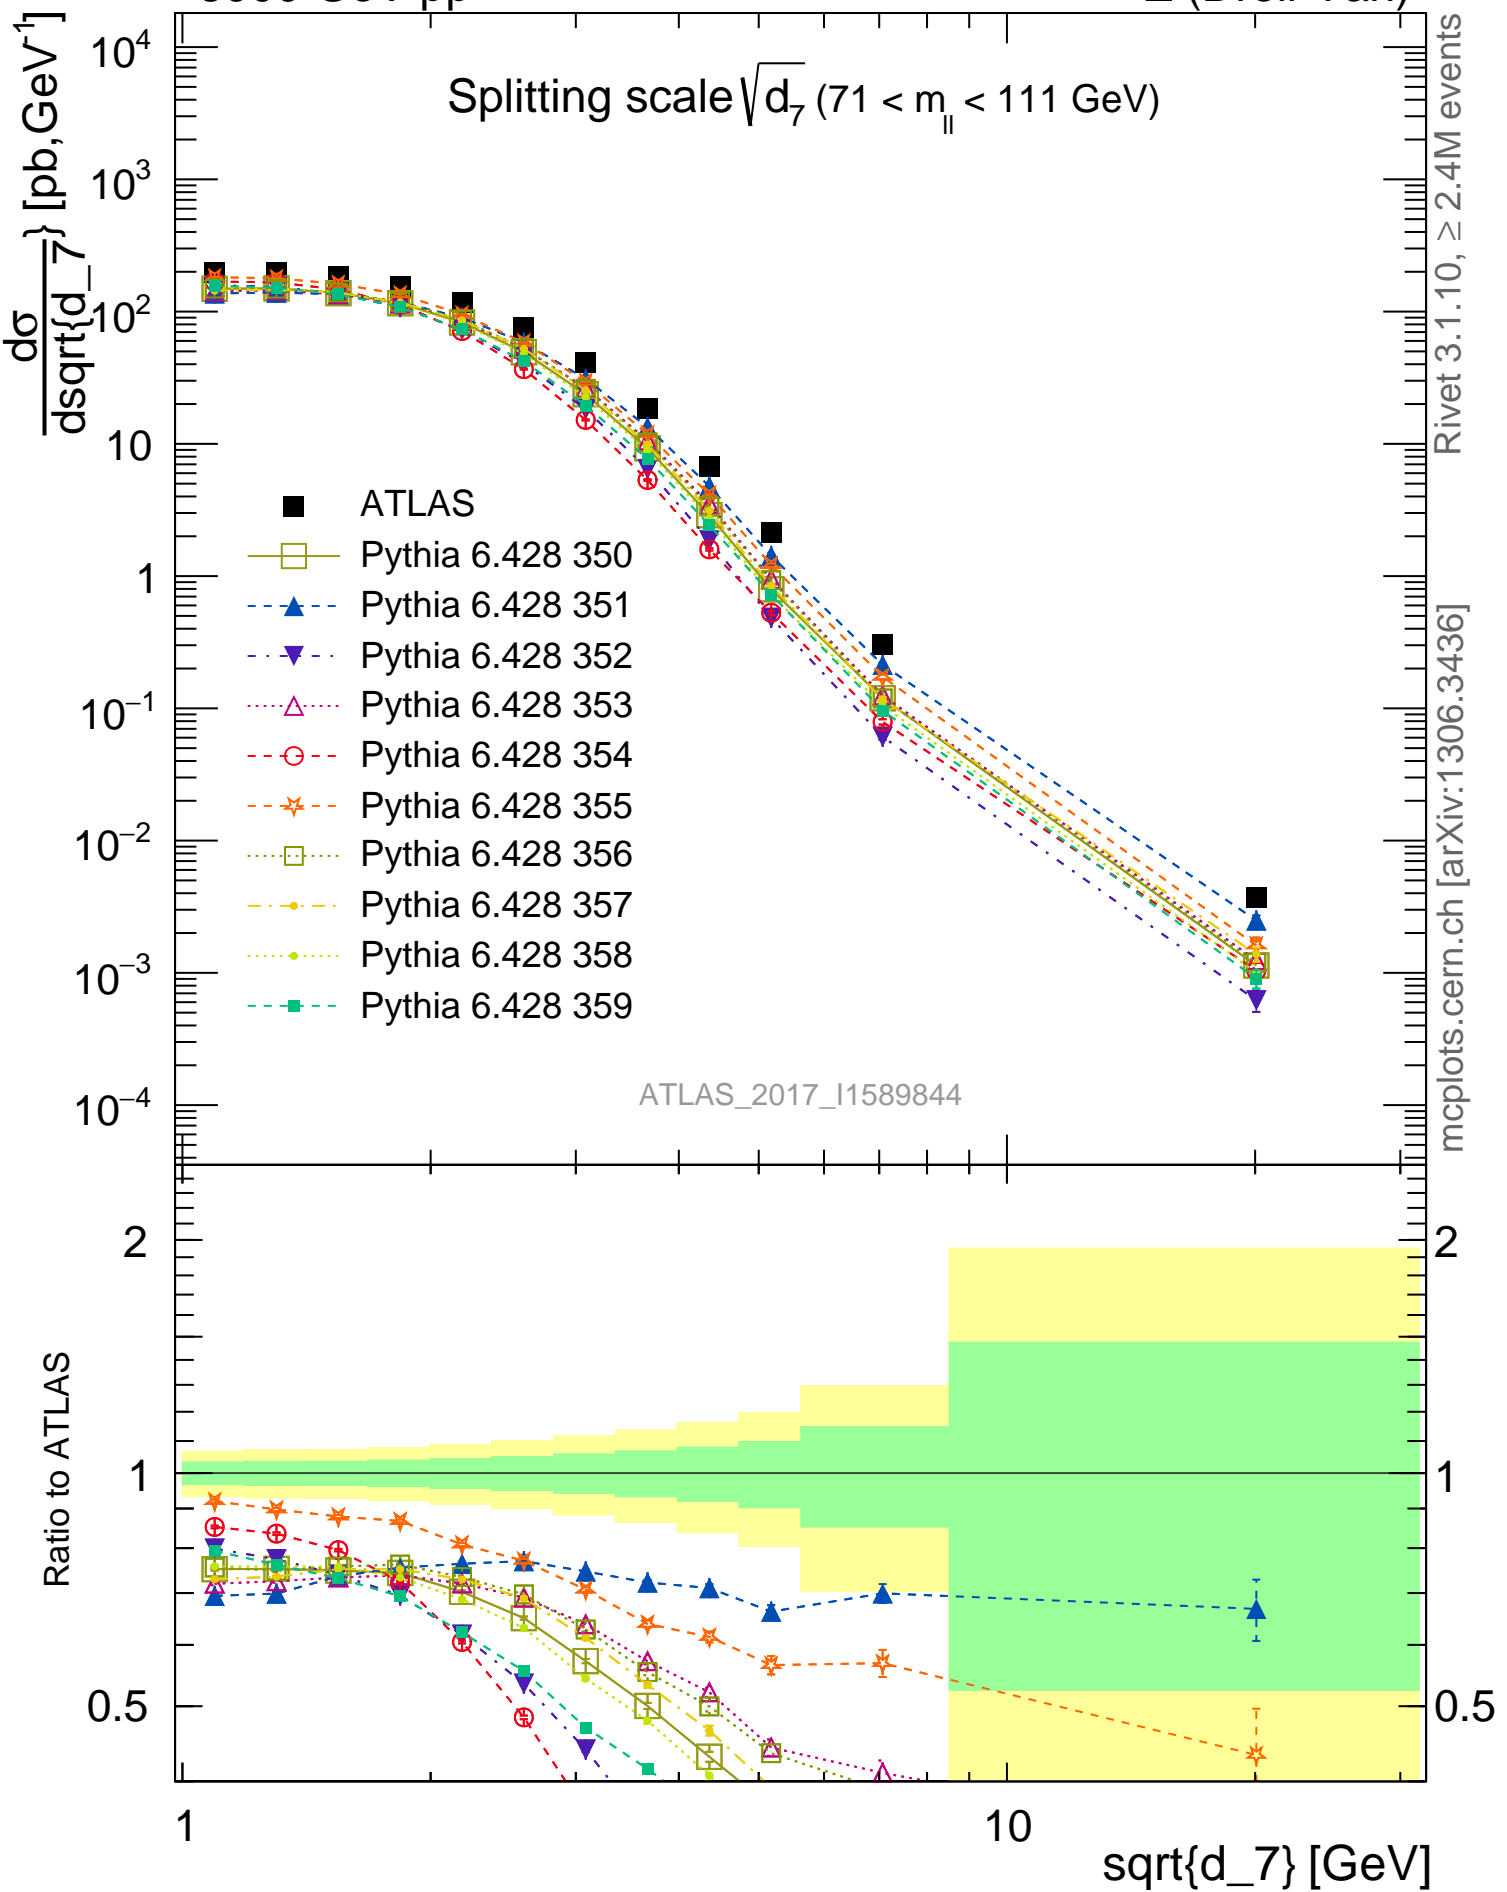 Splitting scale √d_7 (71 < m_ll < 111 GeV)
dσ
dsqrt{d_7} [pb,GeV^-1]
10^4
10^3
10^2
10
1
10^−1
10^−2
10^−3
10^−4
ATLAS
Pythia 6.428 350
Pythia 6.428 351
Pythia 6.428 352
Pythia 6.428 353
Pythia 6.428 354
Pythia 6.428 355
Pythia 6.428 356
Pythia 6.428 357
Pythia 6.428 358
Pythia 6.428 359
ATLAS_2017_I1589844
Rivet 3.1.10, ≥ 2.4M events
mcplots.cern.ch [arXiv:1306.3436]
Ratio to ATLAS
2
1
0.5
2
1
0.5
1
10
sqrt{d_7} [GeV]